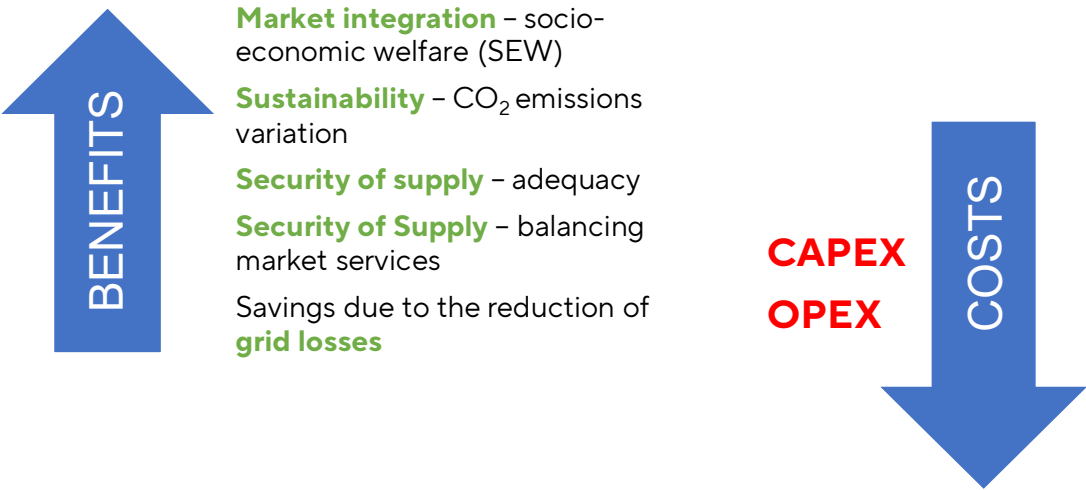 BENEFITS
Market integration – socio-
economic welfare (SEW)
Sustainability – CO₂ emissions
variation
Security of supply – adequacy
Security of Supply – balancing
market services
Savings due to the reduction of
grid losses
CAPEX
OPEX
COSTS